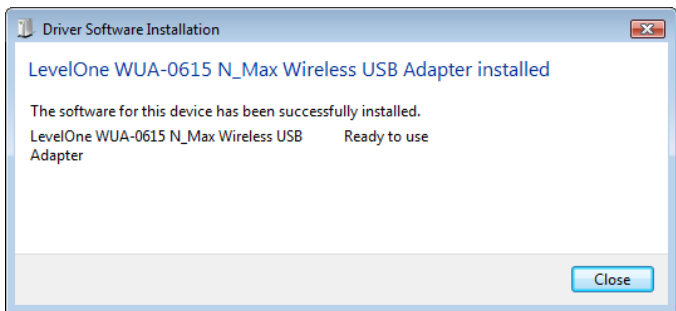 Driver Software Installation
LevelOne WUA-0615 N_Max Wireless USB Adapter installed
The software for this device has been successfully installed.
LevelOne WUA-0615 N_Max Wireless USB Ready to use
Adapter
Close